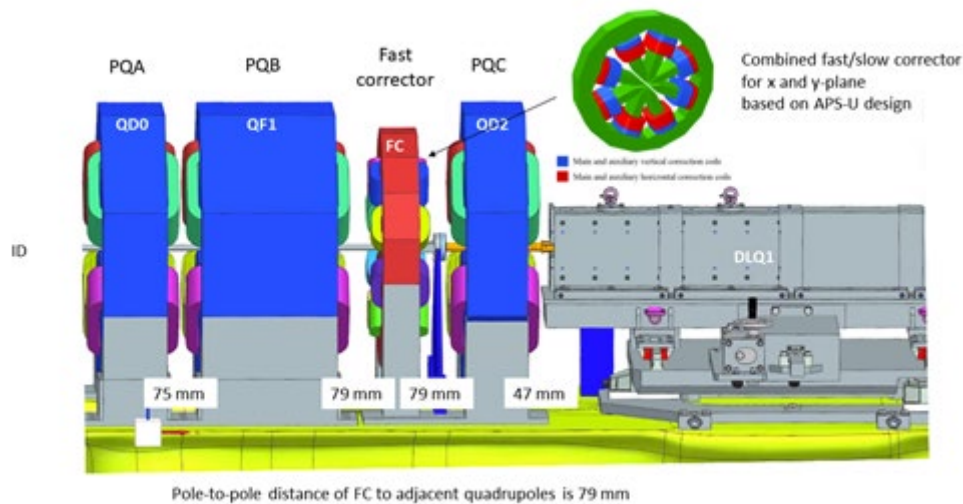 PQA
PQB
Fast
corrector
PQC
Combined fast/slow corrector
for x and y-plane
based on APS-U design
QD0
QF1
FC
QD2
Main and auxiliary vertical correction coils
Main and auxiliary horizontal correction coils
ID
DLQ1
75 mm
79 mm
79 mm
47 mm
Pole-to-pole distance of FC to adjacent quadrupoles is 79 mm